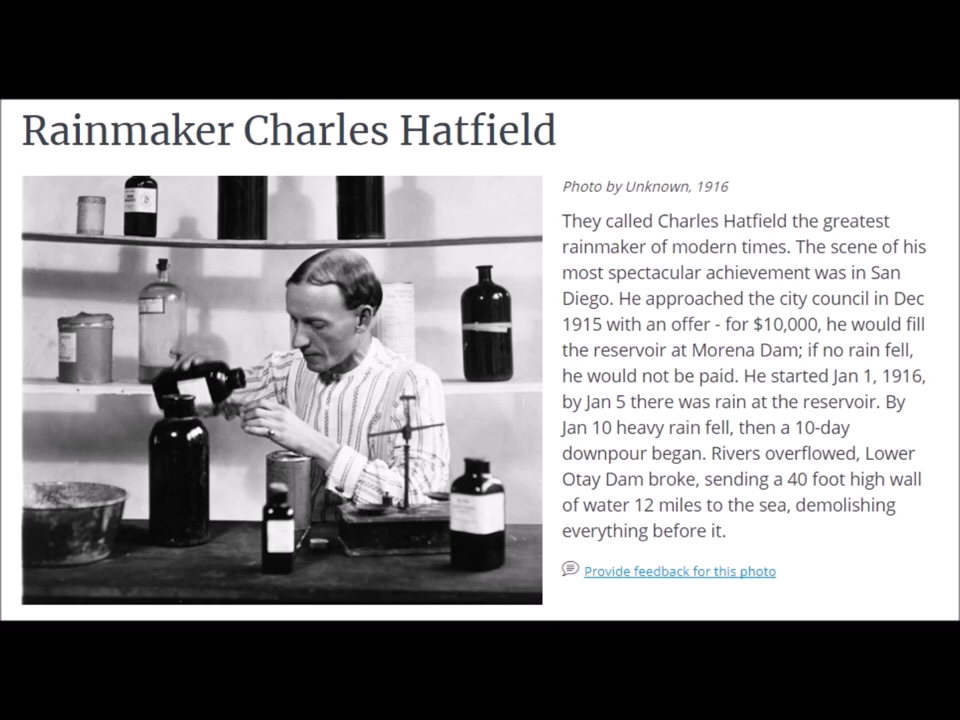 Rainmaker Charles Hatfield
Photo by Unknown, 1916
They called Charles Hatfield the greatest
rainmaker of modern times. The scene of his
most spectacular achievement was in San
Diego. He approached the city council in Dec
1915 with an offer - for $10,000, he would fill
the reservoir at Morena Dam; if no rain fell,
he would not be paid. He started Jan 1, 1916,
by Jan 5 there was rain at the reservoir. By
Jan 10 heavy rain fell, then a 10-day
downpour began. Rivers overflowed, Lower
Otay Dam broke, sending a 40 foot high wall
of water 12 miles to the sea, demolishing
everything before it.
Provide feedback for this photo